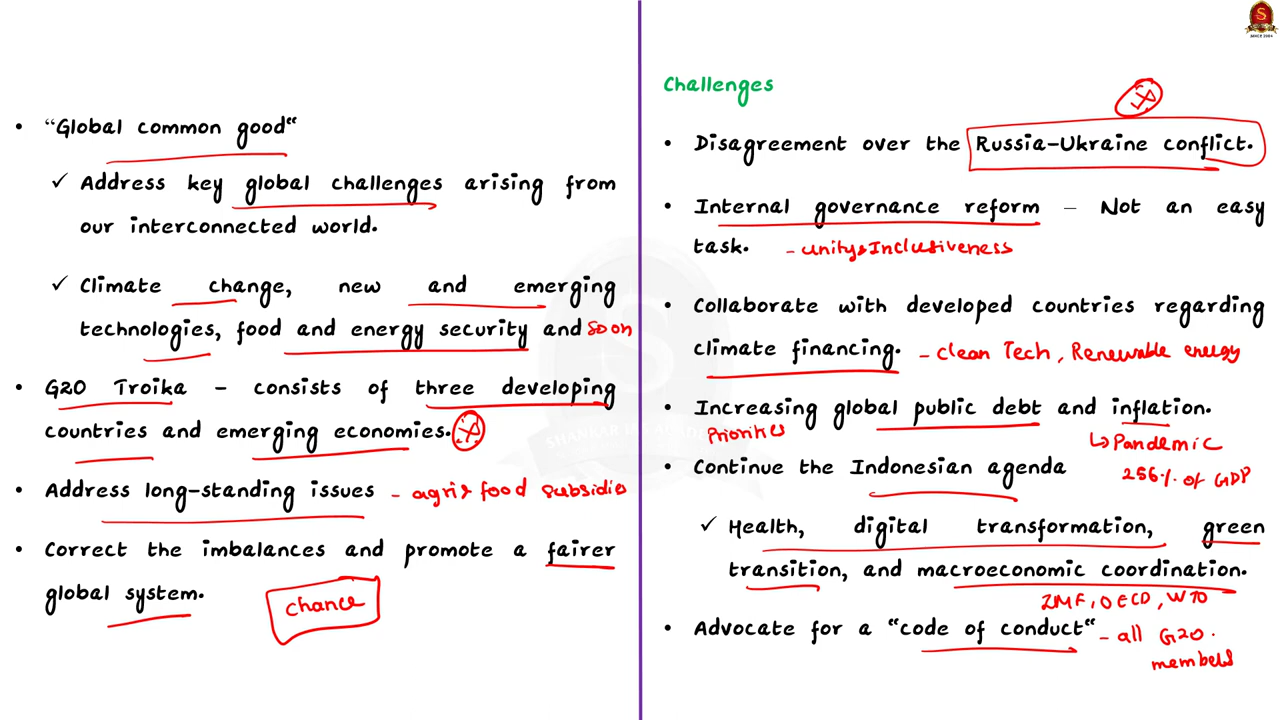 • “Global common good“
✓ Address key global challenges arising from
our interconnected world.
✓ Climate change, new and emerging
technologies, food and energy security and soon
• G20 Troika – consists of three developing
countries and emerging economies.
• Address long-standing issues - agri & food subsidies
• Correct the imbalances and promote a fairer
global system.
chance
Challenges
• Disagreement over the Russia-Ukraine conflict.
• Internal governance reform – Not an easy
task. - unity & Inclusiveness
• Collaborate with developed countries regarding
climate financing. - clean Tech, Renewable energy
• Increasing global public debt and inflation.
Priorities ↳ Pandemic
• Continue the Indonesian agenda 256% of GDP
✓ Health, digital transformation, green
transition, and macroeconomic coordination.
IMF, OECD, WTO
• Advocate for a “code of conduct“ - all G20.
members
S
SINCE 2004